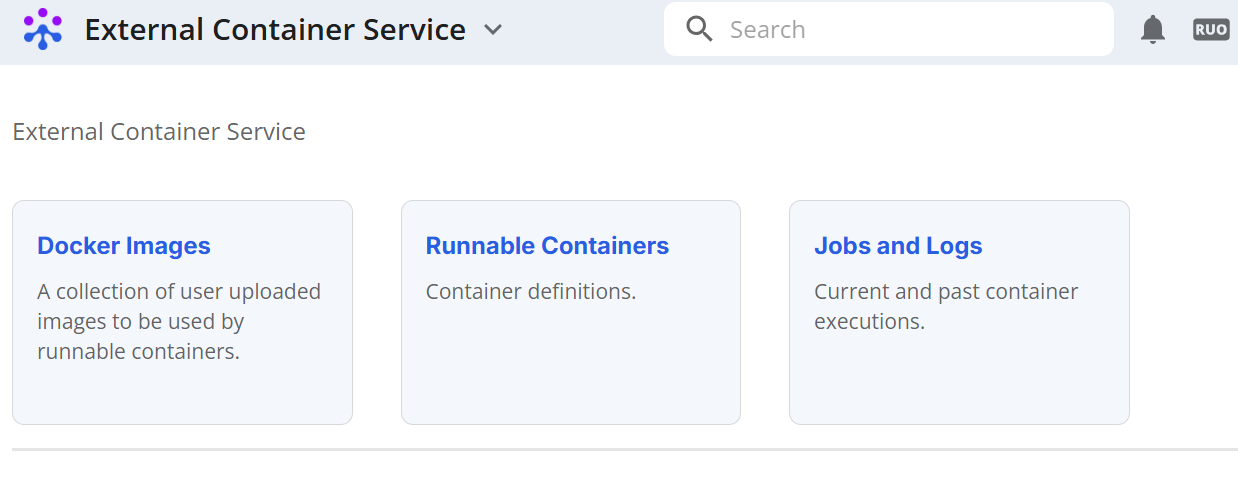 External Container Service
Search
RUO
External Container Service
Docker Images
A collection of user uploaded
images to be used by
runnable containers.
Runnable Containers
Container definitions.
Jobs and Logs
Current and past container
executions.